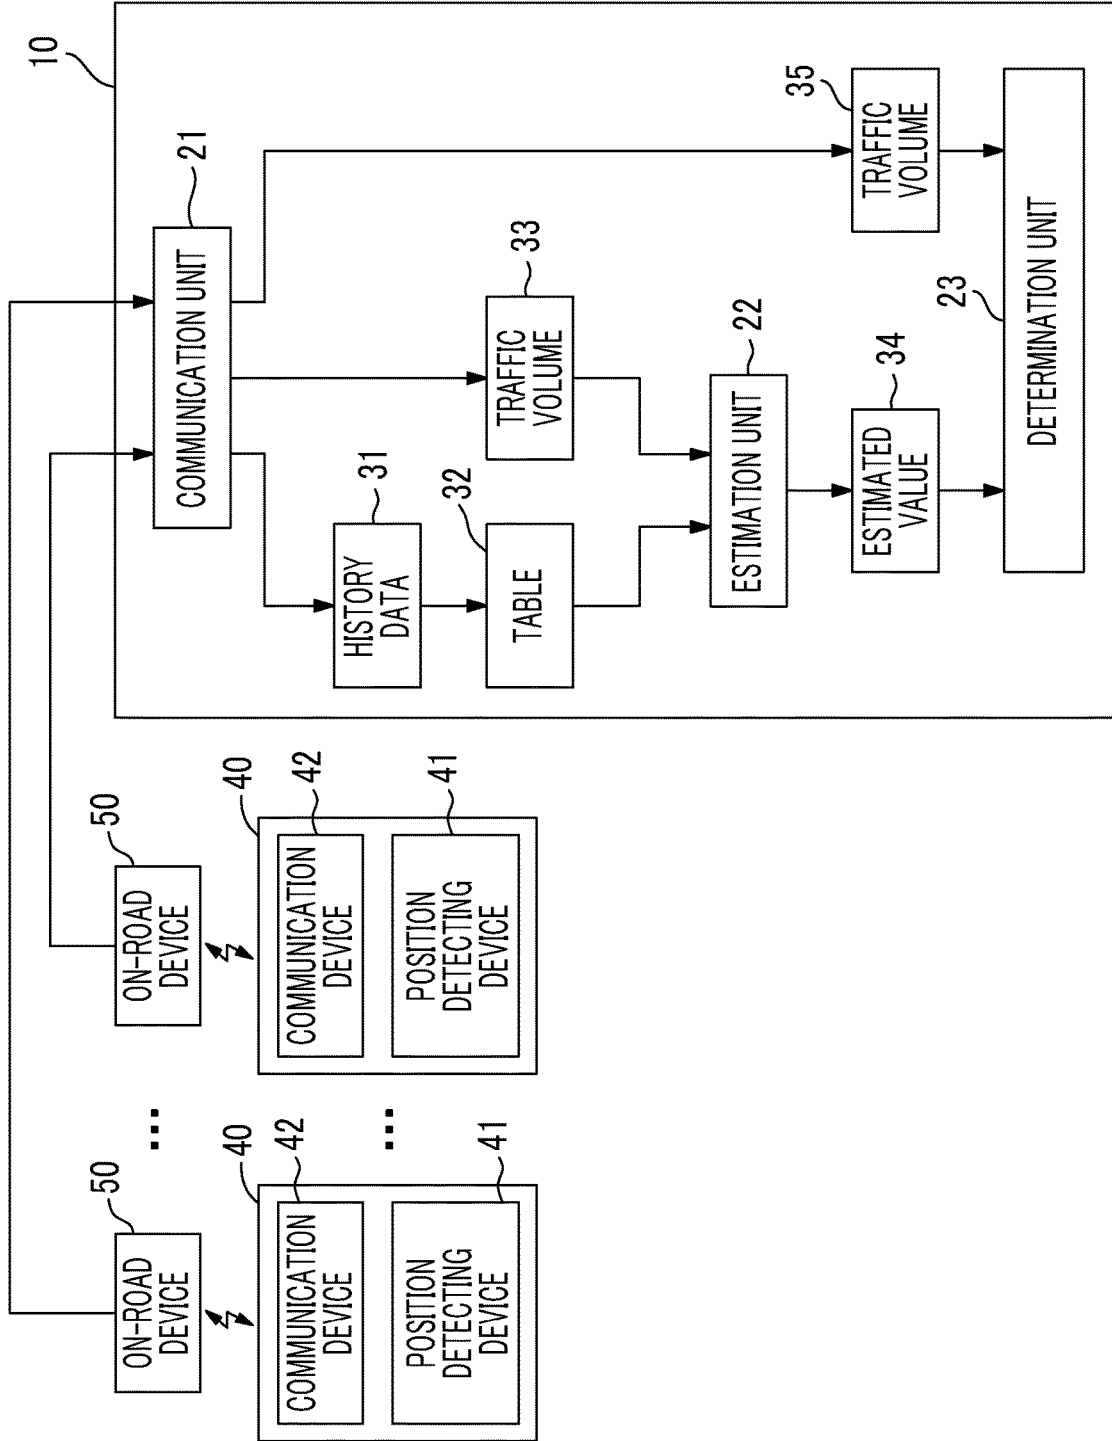 10
21
COMMUNICATION UNIT
31
HISTORY
DATA
33
TRAFFIC
VOLUME
35
TRAFFIC
VOLUME
32
TABLE
22
ESTIMATION UNIT
34
ESTIMATED
VALUE
23
DETERMINATION UNIT
50
ON-ROAD
DEVICE
50
ON-ROAD
DEVICE
...
40
42
COMMUNICATION
DEVICE
41
POSITION
DETECTING
DEVICE
...
40
42
COMMUNICATION
DEVICE
41
POSITION
DETECTING
DEVICE